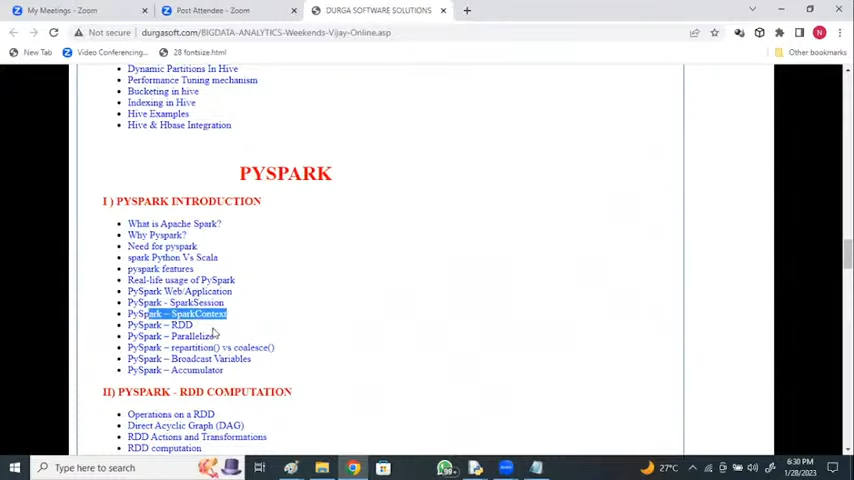 My Meetings - Zoom
Post Attendee - Zoom
DURGA SOFTWARE SOLUTIONS
Not secure
durgasoft.com/BIGDATA-ANALYTICS-Weekends-Vijay-Online.asp
N
New Tab
Video Conferencing...
28 fontsize.html
Other bookmarks
Dynamic Partitions In Hive
Performance Tuning mechanism
Bucketing in hive
Indexing in Hive
Hive Examples
Hive & Hbase Integration
PYSPARK
I ) PYSPARK INTRODUCTION
What is Apache Spark?
Why Pyspark?
Need for pyspark
spark Python Vs Scala
pyspark features
Real-life usage of PySpark
PySpark Web/Application
PySpark - SparkSession
PySpark – SparkContext
PySpark – RDD
PySpark – Parallelize
PySpark – repartition() vs coalesce()
PySpark – Broadcast Variables
PySpark – Accumulator
II) PYSPARK - RDD COMPUTATION
Operations on a RDD
Direct Acyclic Graph (DAG)
RDD Actions and Transformations
RDD computation
Type here to search
99+
27°C
6:30 PM
1/28/2023